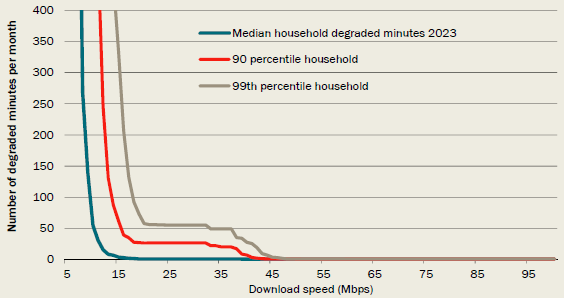 400
350
300
250
200
150
100
50
0
Number of degraded minutes per month
Median household degraded minutes 2023
90 percentile household
99th percentile household
5 15 25 35 45 55 65 75 85 95
Download speed (Mbps)